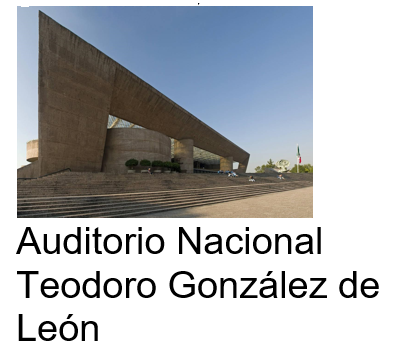 Auditorio Nacional
Teodoro González de
León